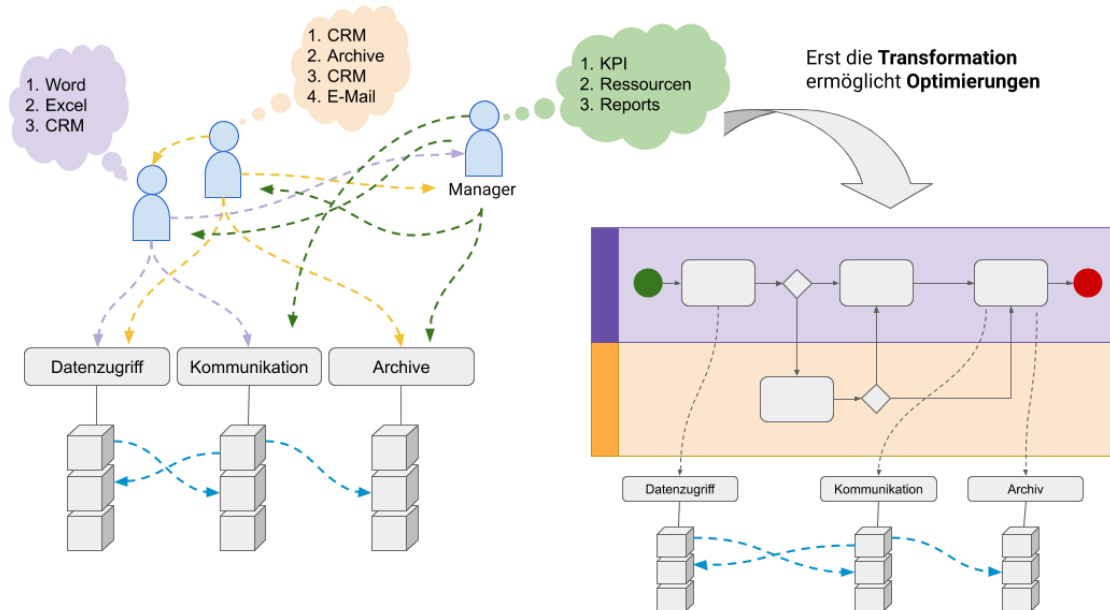 1. Word
2. Excel
3. CRM
1. CRM
2. Archive
3. CRM
4. E-Mail
1. KPI
2. Ressourcen
3. Reports
Erst die Transformation
ermöglicht Optimierungen
Manager
Datenzugriff
Kommunikation
Archive
Datenzugriff
Kommunikation
Archiv